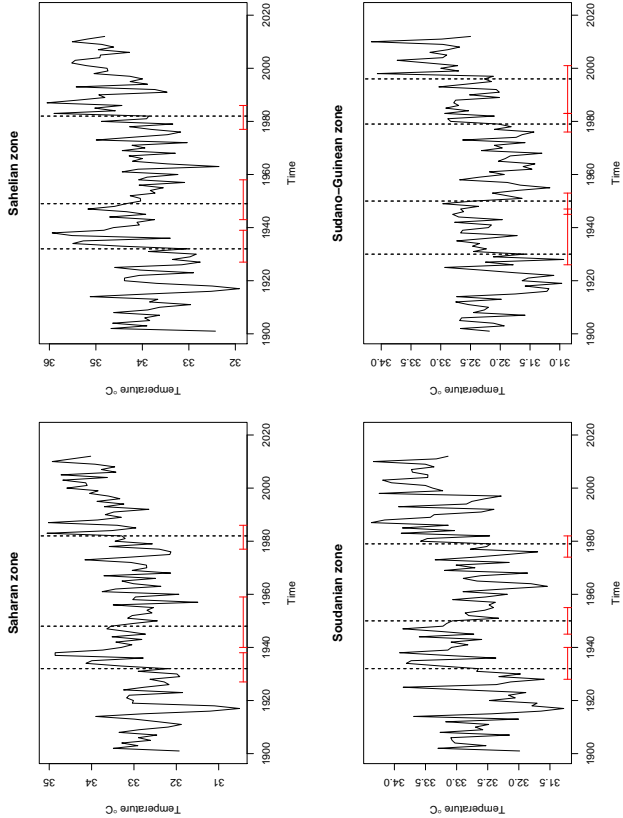 Saharan zone
Temperature °C
35
34
33
32
31
1900 1920 1940 1960 1980 2000 2020
Time
Sahelian zone
Temperature °C
36
35
34
33
32
1900 1920 1940 1960 1980 2000 2020
Time
Soudanian zone
Temperature °C
34.0
33.5
33.0
32.5
32.0
31.5
1900 1920 1940 1960 1980 2000 2020
Time
Sudano−Guinean zone
Temperature °C
34.0
33.5
33.0
32.5
32.0
31.5
31.0
1900 1920 1940 1960 1980 2000 2020
Time